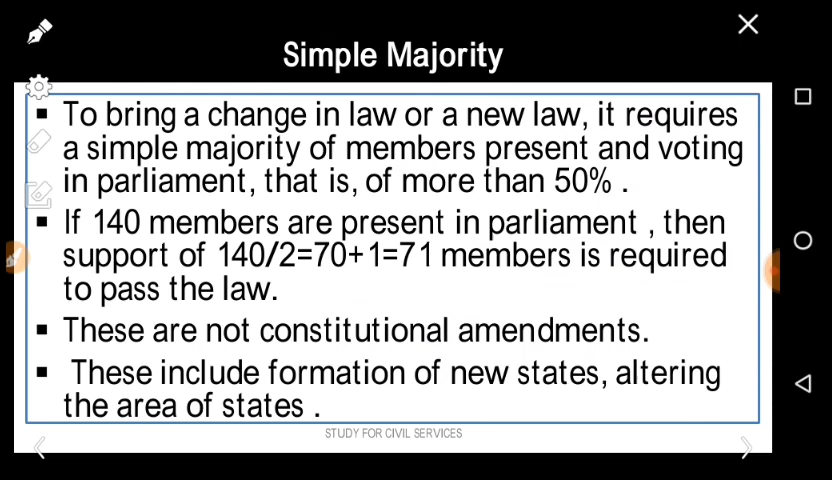 Simple Majority
▪ To bring a change in law or a new law, it requires
a simple majority of members present and voting
in parliament, that is, of more than 50% .
▪ If 140 members are present in parliament , then
support of 140/2=70+1=71 members is required
to pass the law.
▪ These are not constitutional amendments.
▪ These include formation of new states, altering
the area of states .
STUDY FOR CIVIL SERVICES